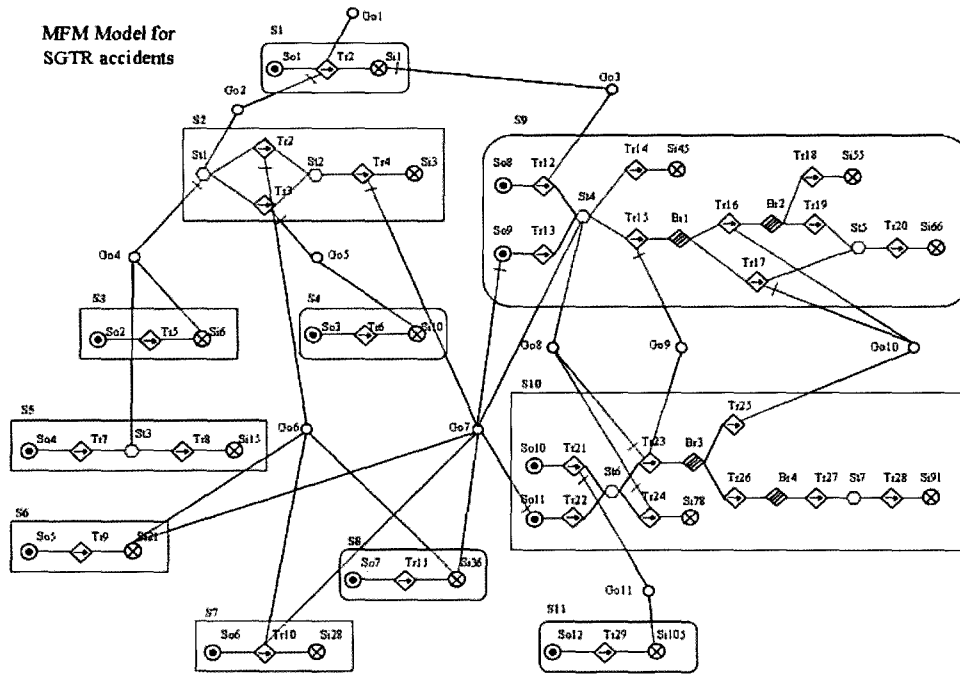 MFM Model for
SGTR accidents
Go1
S1
So1 Tr2 Si1
Go2
Go3
S2
Tr2
St1 St2 Tr4 Si3
Tr3
S9
So8 Tr12 Tr14 Si45
Tr18 Si55
St4 Tr16 Br2 Tr19
So9 Tr13 Tr15 Br1
St5 Tr20 Si66
Tr17
Go4
Go5
S3
So2 Tr5 Si6
S4
So3 Tr6 Si10
Go8 Go9 Go10
S5
So4 Tr7 St3 Tr8 Si15
Go6
Go7
S10
Tr25
So10 Tr21 Tr23 Br3
St6
So11 Tr22 Tr24 Si78
Tr26 Br4 Tr27 St7 Tr28 Si91
S6
So5 Tr9 Si21
S8
So7 Tr11 Si36
Go11
S7
So6 Tr10 Si28
S11
So12 Tr29 Si105